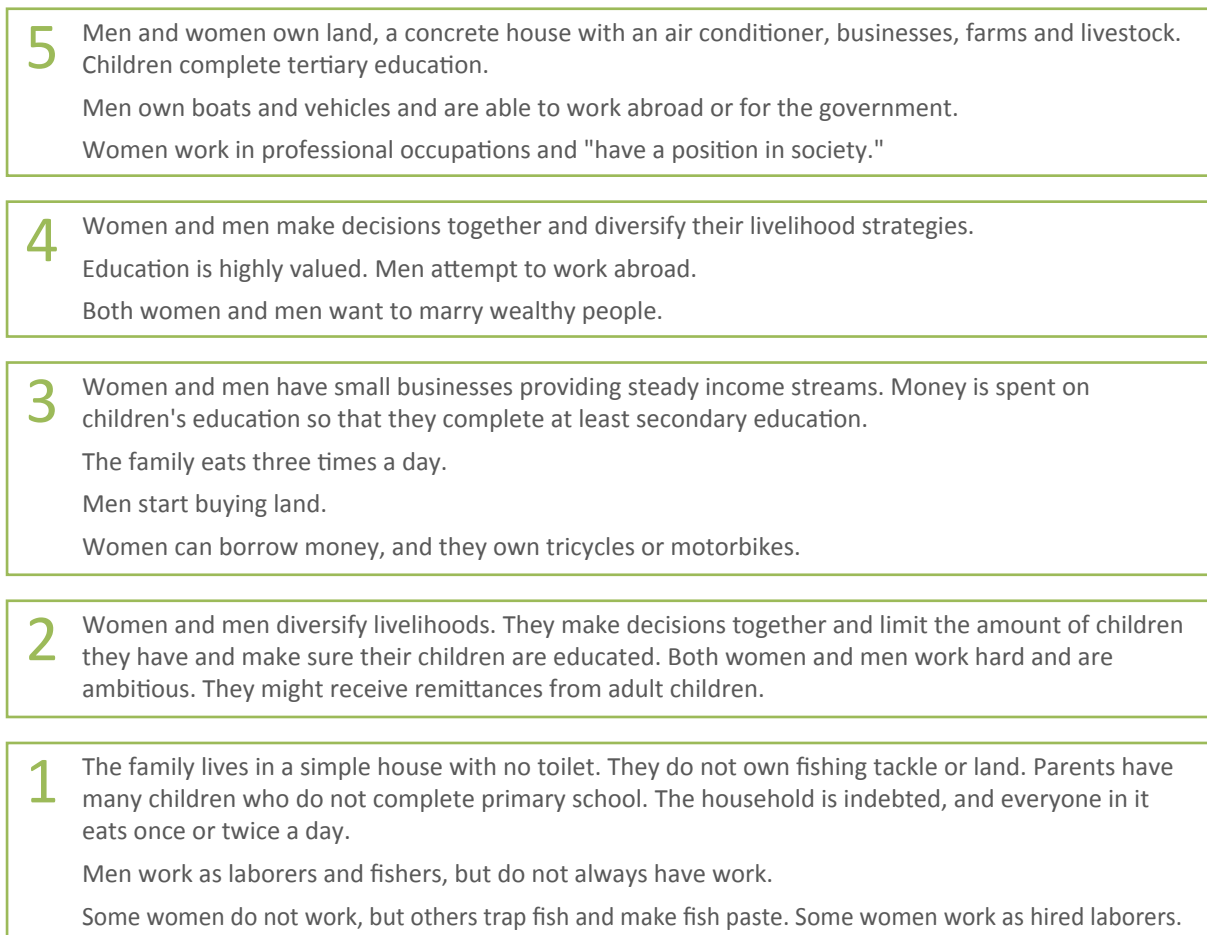 5
Men and women own land, a concrete house with an air conditioner, businesses, farms and livestock.
Children complete tertiary education.
Men own boats and vehicles and are able to work abroad or for the government.
Women work in professional occupations and "have a position in society."
4
Women and men make decisions together and diversify their livelihood strategies.
Education is highly valued. Men attempt to work abroad.
Both women and men want to marry wealthy people.
3
Women and men have small businesses providing steady income streams. Money is spent on
children's education so that they complete at least secondary education.
The family eats three times a day.
Men start buying land.
Women can borrow money, and they own tricycles or motorbikes.
2
Women and men diversify livelihoods. They make decisions together and limit the amount of children
they have and make sure their children are educated. Both women and men work hard and are
ambitious. They might receive remittances from adult children.
1
The family lives in a simple house with no toilet. They do not own fishing tackle or land. Parents have
many children who do not complete primary school. The household is indebted, and everyone in it
eats once or twice a day.
Men work as laborers and fishers, but do not always have work.
Some women do not work, but others trap fish and make fish paste. Some women work as hired laborers.